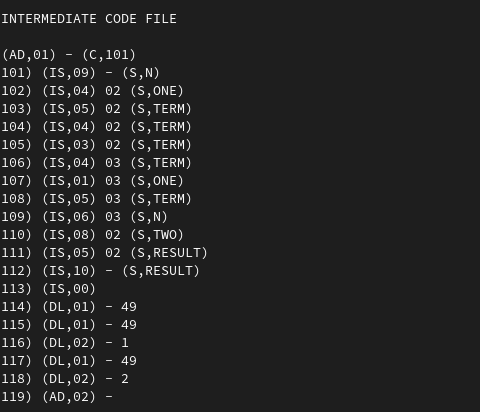 INTERMEDIATE CODE FILE
(AD,01) - (C,101)
101) (IS,09) - (S,N)
102) (IS,04) 02 (S,ONE)
103) (IS,05) 02 (S,TERM)
104) (IS,04) 02 (S,TERM)
105) (IS,03) 02 (S,TERM)
106) (IS,04) 03 (S,TERM)
107) (IS,01) 03 (S,ONE)
108) (IS,05) 03 (S,TERM)
109) (IS,06) 03 (S,N)
110) (IS,08) 02 (S,TWO)
111) (IS,05) 02 (S,RESULT)
112) (IS,10) - (S,RESULT)
113) (IS,00)
114) (DL,01) - 49
115) (DL,01) - 49
116) (DL,02) - 1
117) (DL,01) - 49
118) (DL,02) - 2
119) (AD,02) -